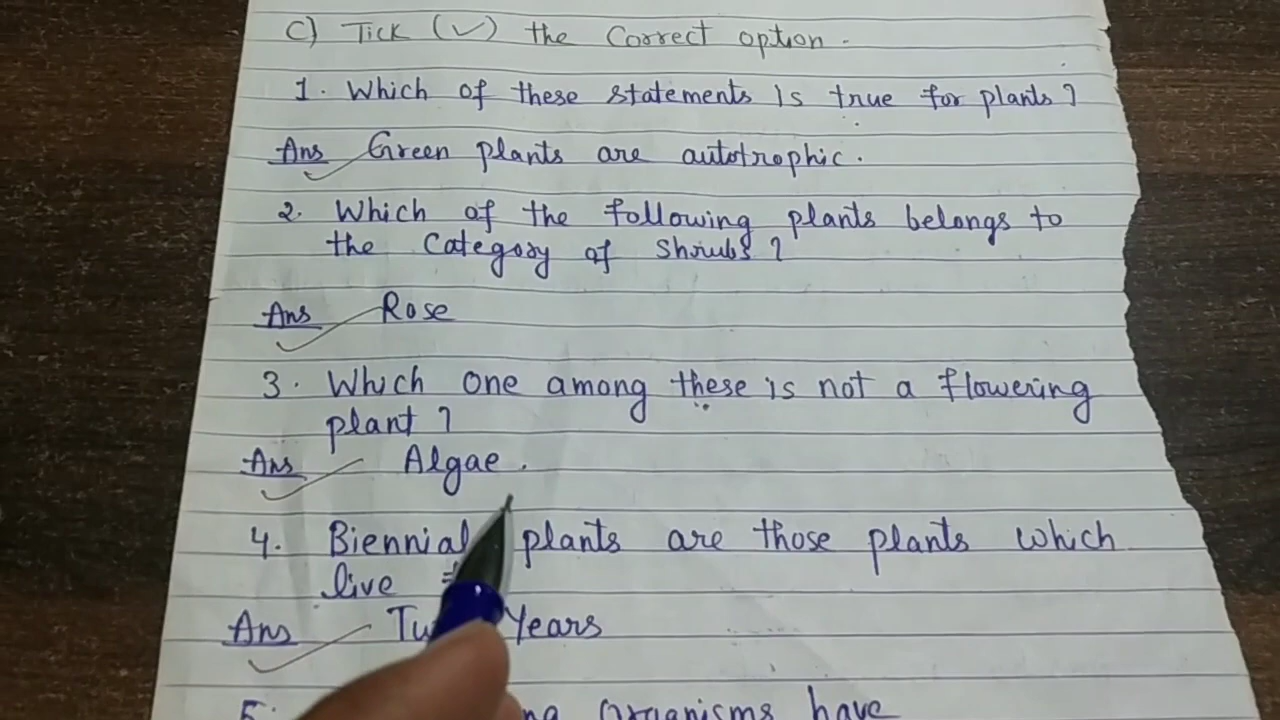 C) Tick (✓) the Correct option.
1. Which of these statements is true for plants?
Ans Green plants are autotrophic.
2. Which of the following plants belongs to
the Category of Shrubs?
Ans Rose
3. Which one among these is not a flowering
plant?
Ans Algae.
4. Biennial plants are those plants which
live
Ans Years
5. organisms have